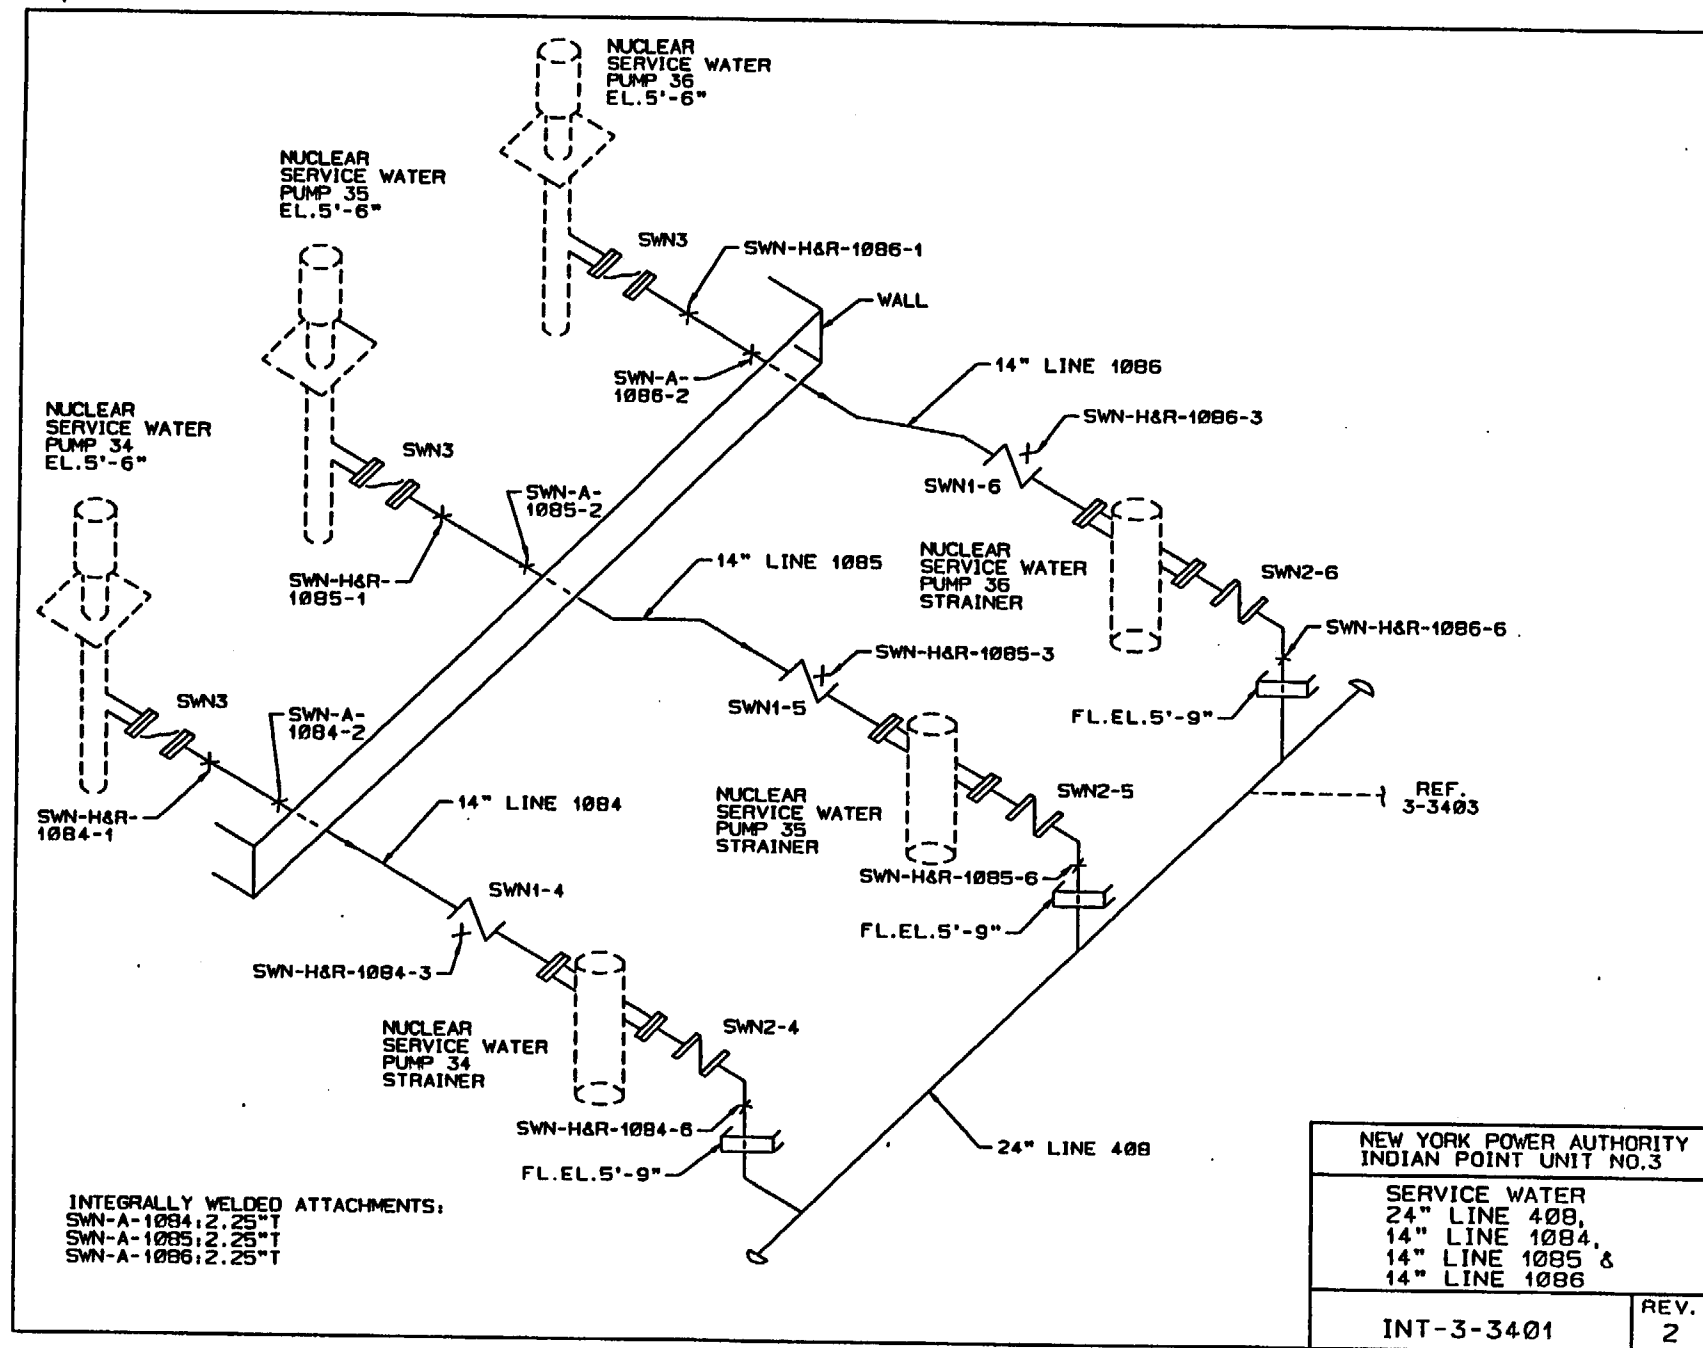 NUCLEAR
SERVICE WATER
PUMP 36
EL.5'-6"
NUCLEAR
SERVICE WATER
PUMP 35
EL.5'-6"
SWN3
SWN-H&R-1086-1
WALL
SWN-A-
1086-2
14" LINE 1086
SWN-H&R-1086-3
NUCLEAR
SERVICE WATER
PUMP 34
EL.5'-6"
SWN3
SWN1-6
SWN-A-
1085-2
14" LINE 1085
NUCLEAR
SERVICE WATER
PUMP 36
STRAINER
SWN2-6
SWN-H&R-
1085-1
SWN-H&R-1086-6
SWN-H&R-1085-3
SWN3
SWN-A-
1084-2
SWN1-5
FL.EL.5'-9"
SWN-H&R-
1084-1
14" LINE 1084
NUCLEAR
SERVICE WATER
PUMP 35
STRAINER
SWN2-5
REF.
3-3403
SWN1-4
SWN-H&R-1085-6
FL.EL.5'-9"
SWN-H&R-1084-3
NUCLEAR
SERVICE WATER
PUMP 34
STRAINER
SWN2-4
SWN-H&R-1084-6
FL.EL.5'-9"
24" LINE 408
INTEGRALLY WELDED ATTACHMENTS:
SWN-A-1084:2.25"T
SWN-A-1085:2.25"T
SWN-A-1086:2.25"T
NEW YORK POWER AUTHORITY
INDIAN POINT UNIT NO.3
SERVICE WATER
24" LINE 408,
14" LINE 1084,
14" LINE 1085 &
14" LINE 1086
INT-3-3401
REV.
2